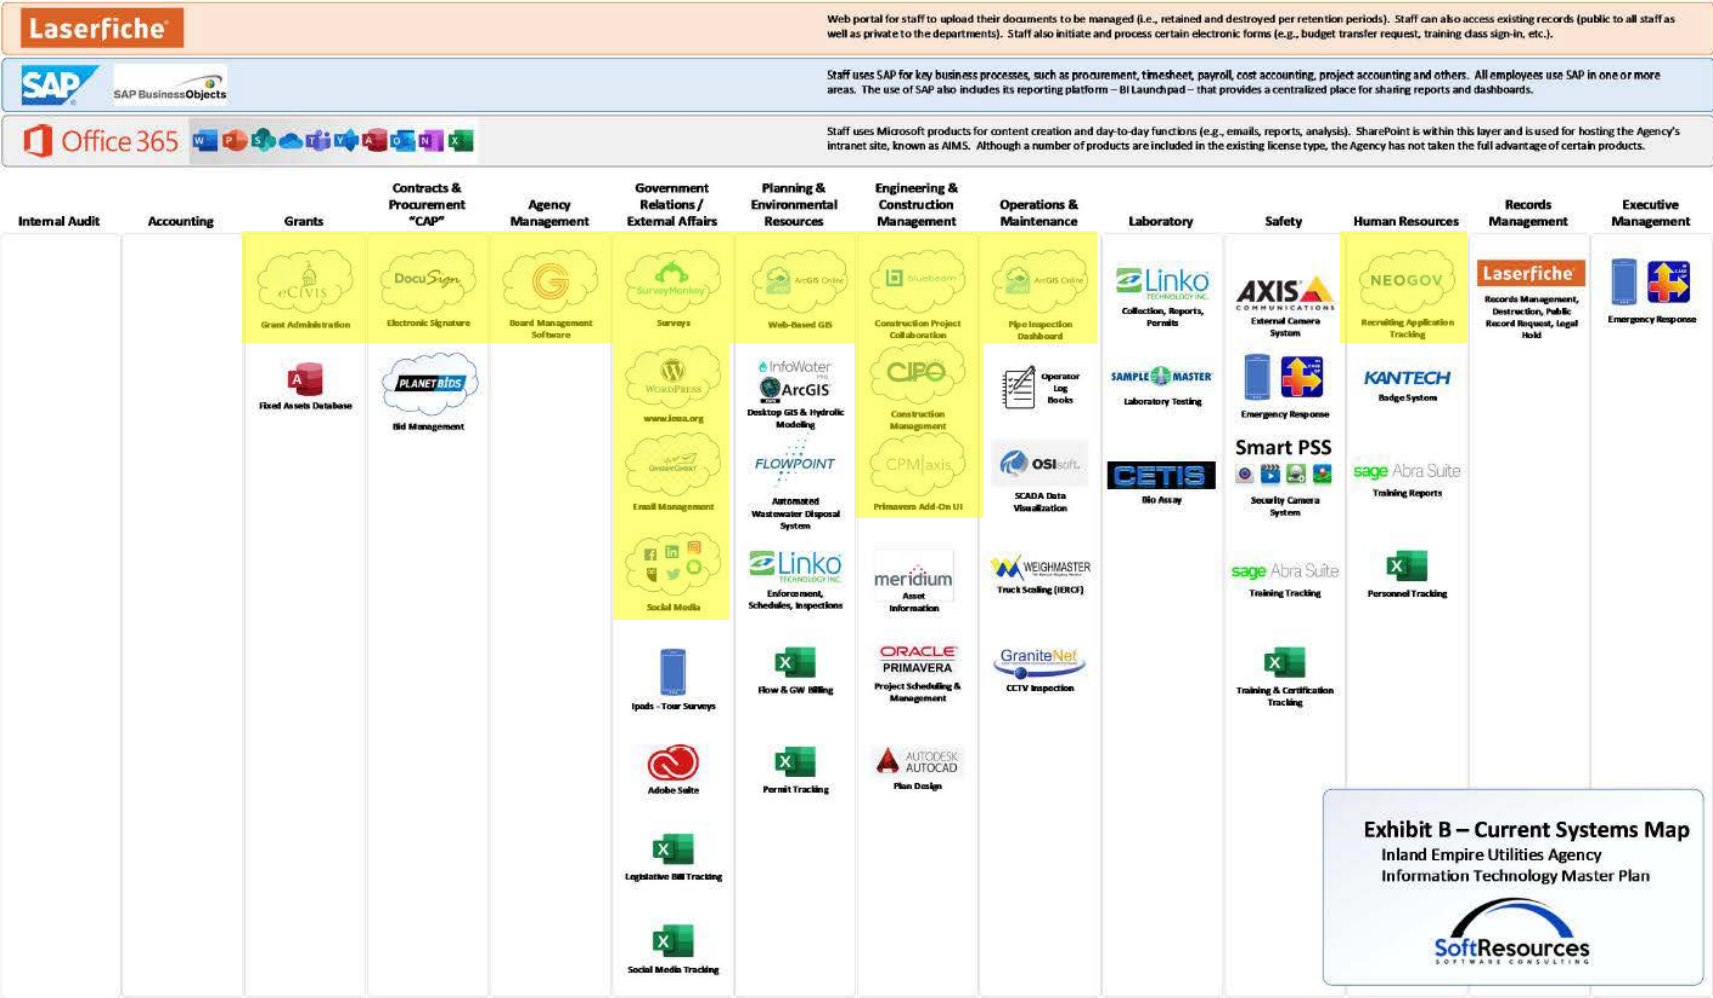 Laserfiche®
Web portal for staff to upload their documents to be managed (i.e., retained and destroyed per retention periods). Staff can also access existing records (public to all staff as
well as private to the departments). Staff also initiate and process certain electronic forms (e.g., budget transfer request, training class sign-in, etc.).
SAP®
SAP BusinessObjects
Staff uses SAP for key business processes, such as procurement, timesheet, payroll, cost accounting, project accounting and others. All employees use SAP in one or more
areas. The use of SAP also includes its reporting platform – BI Launchpad – that provides a centralized place for sharing reports and dashboards.
Office 365
Staff uses Microsoft products for content creation and day-to-day functions (e.g., emails, reports, analysis). SharePoint is within this layer and is used for hosting the Agency's
intranet site, known as AIMS. Although a number of products are included in the existing license type, the Agency has not taken the full advantage of certain products.
Internal Audit
Accounting
Grants
eCIVIS
Grant Administration
A
Fixed Assets Database
Contracts &
Procurement
"CAP"
DocuSign
Electronic Signature
PLANETBIDS
Bid Management
Agency
Management
Board Management
Software
Government
Relations /
External Affairs
SurveyMonkey
Surveys
WORDPRESS
www.ieua.org
Constant Contact
Email Management
Social Media
Ipads - Tour Surveys
Adobe Suite
X
Legislative Bill Tracking
X
Social Media Tracking
Planning &
Environmental
Resources
ArcGIS Online
Web-Based GIS
InfoWater
PRO
ArcGIS
Desktop GIS & Hydrolic
Modeling
FLOWPOINT
Automated
Wastewater Disposal
System
Linko
TECHNOLOGY INC.
Enforcement,
Schedules, Inspections
X
Flow & GW Billing
X
Permit Tracking
Engineering &
Construction
Management
bluebeam
Construction Project
Collaboration
CIPO
Construction
Management
CPM|axis
Primavera Add-On UI
meridium
Asset
Information
ORACLE
PRIMAVERA
Project Scheduling &
Management
AUTODESK
AUTOCAD
Plan Design
Operations &
Maintenance
ArcGIS Online
Pipe Inspection
Dashboard
Operator
Log
Books
OSIsoft.
SCADA Data
Visualization
WEIGHMASTER
Truck Scaling (IERCF)
GraniteNet
CCTV Inspection
Laboratory
Linko
TECHNOLOGY INC.
Collection, Reports,
Permits
SAMPLE MASTER
Laboratory Testing
CETIS
Bio Assay
Safety
AXIS
COMMUNICATIONS
External Camera
System
Emergency Response
Smart PSS
Security Camera
System
sage Abra Suite
Training Tracking
X
Training & Certification
Tracking
Human Resources
NEOGOV
Recruiting Application
Tracking
KANTECH
Badge System
sage Abra Suite
Training Reports
X
Personnel Tracking
Records
Management
Laserfiche®
Records Management,
Destruction, Public
Record Request, Legal
Hold
Executive
Management
Emergency Response
Exhibit B – Current Systems Map
Inland Empire Utilities Agency
Information Technology Master Plan
SoftResources
SOFTWARE CONSULTING